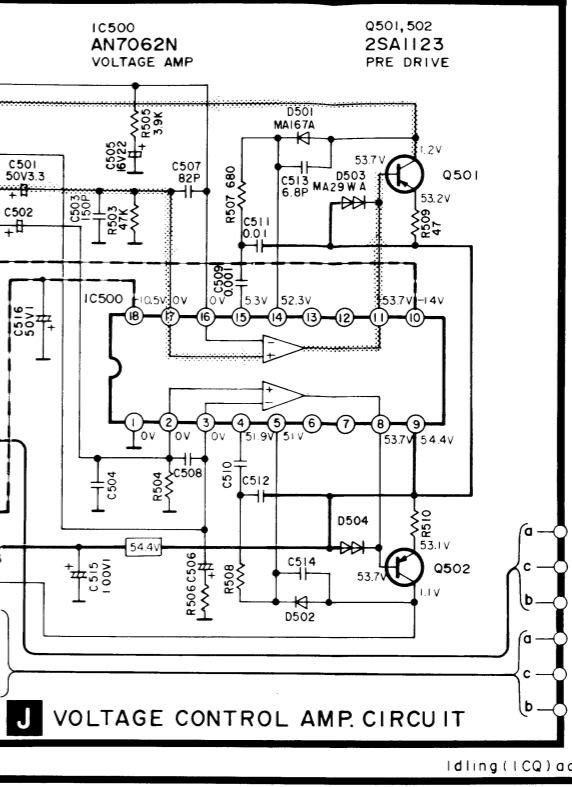 IC500
AN7062N
VOLTAGE AMP
Q501,502
2SA1123
PRE DRIVE
R505
3.9K
C505
16V22
C501
50V3.3
C507
82P
D501
MA167A
53.7V
1.2V
Q501
C502
C503
150P
R503
47K
R507 680
C513
6.8P
D503
MA29WA
53.2V
R509
47
C511
0.01
C509
0.001
IC500
-10.5V
0V
0V
5.3V
52.3V
53.7V
-14V
18
17
16
15
14
13
12
11
10
C516
50V1
+
-
+
+
-
1
2
3
4
5
6
7
8
9
0V
0V
0V
51.9V
51V
53.7V
54.4V
C504
R504
C508
C510
C512
R510
D504
53.1V
54.4V
C515
100V1
R506
C506
R508
C514
D502
53.7V
Q502
1.1V
a
c
b
a
c
b
J VOLTAGE CONTROL AMP. CIRCUIT
Idling (ICQ) ad